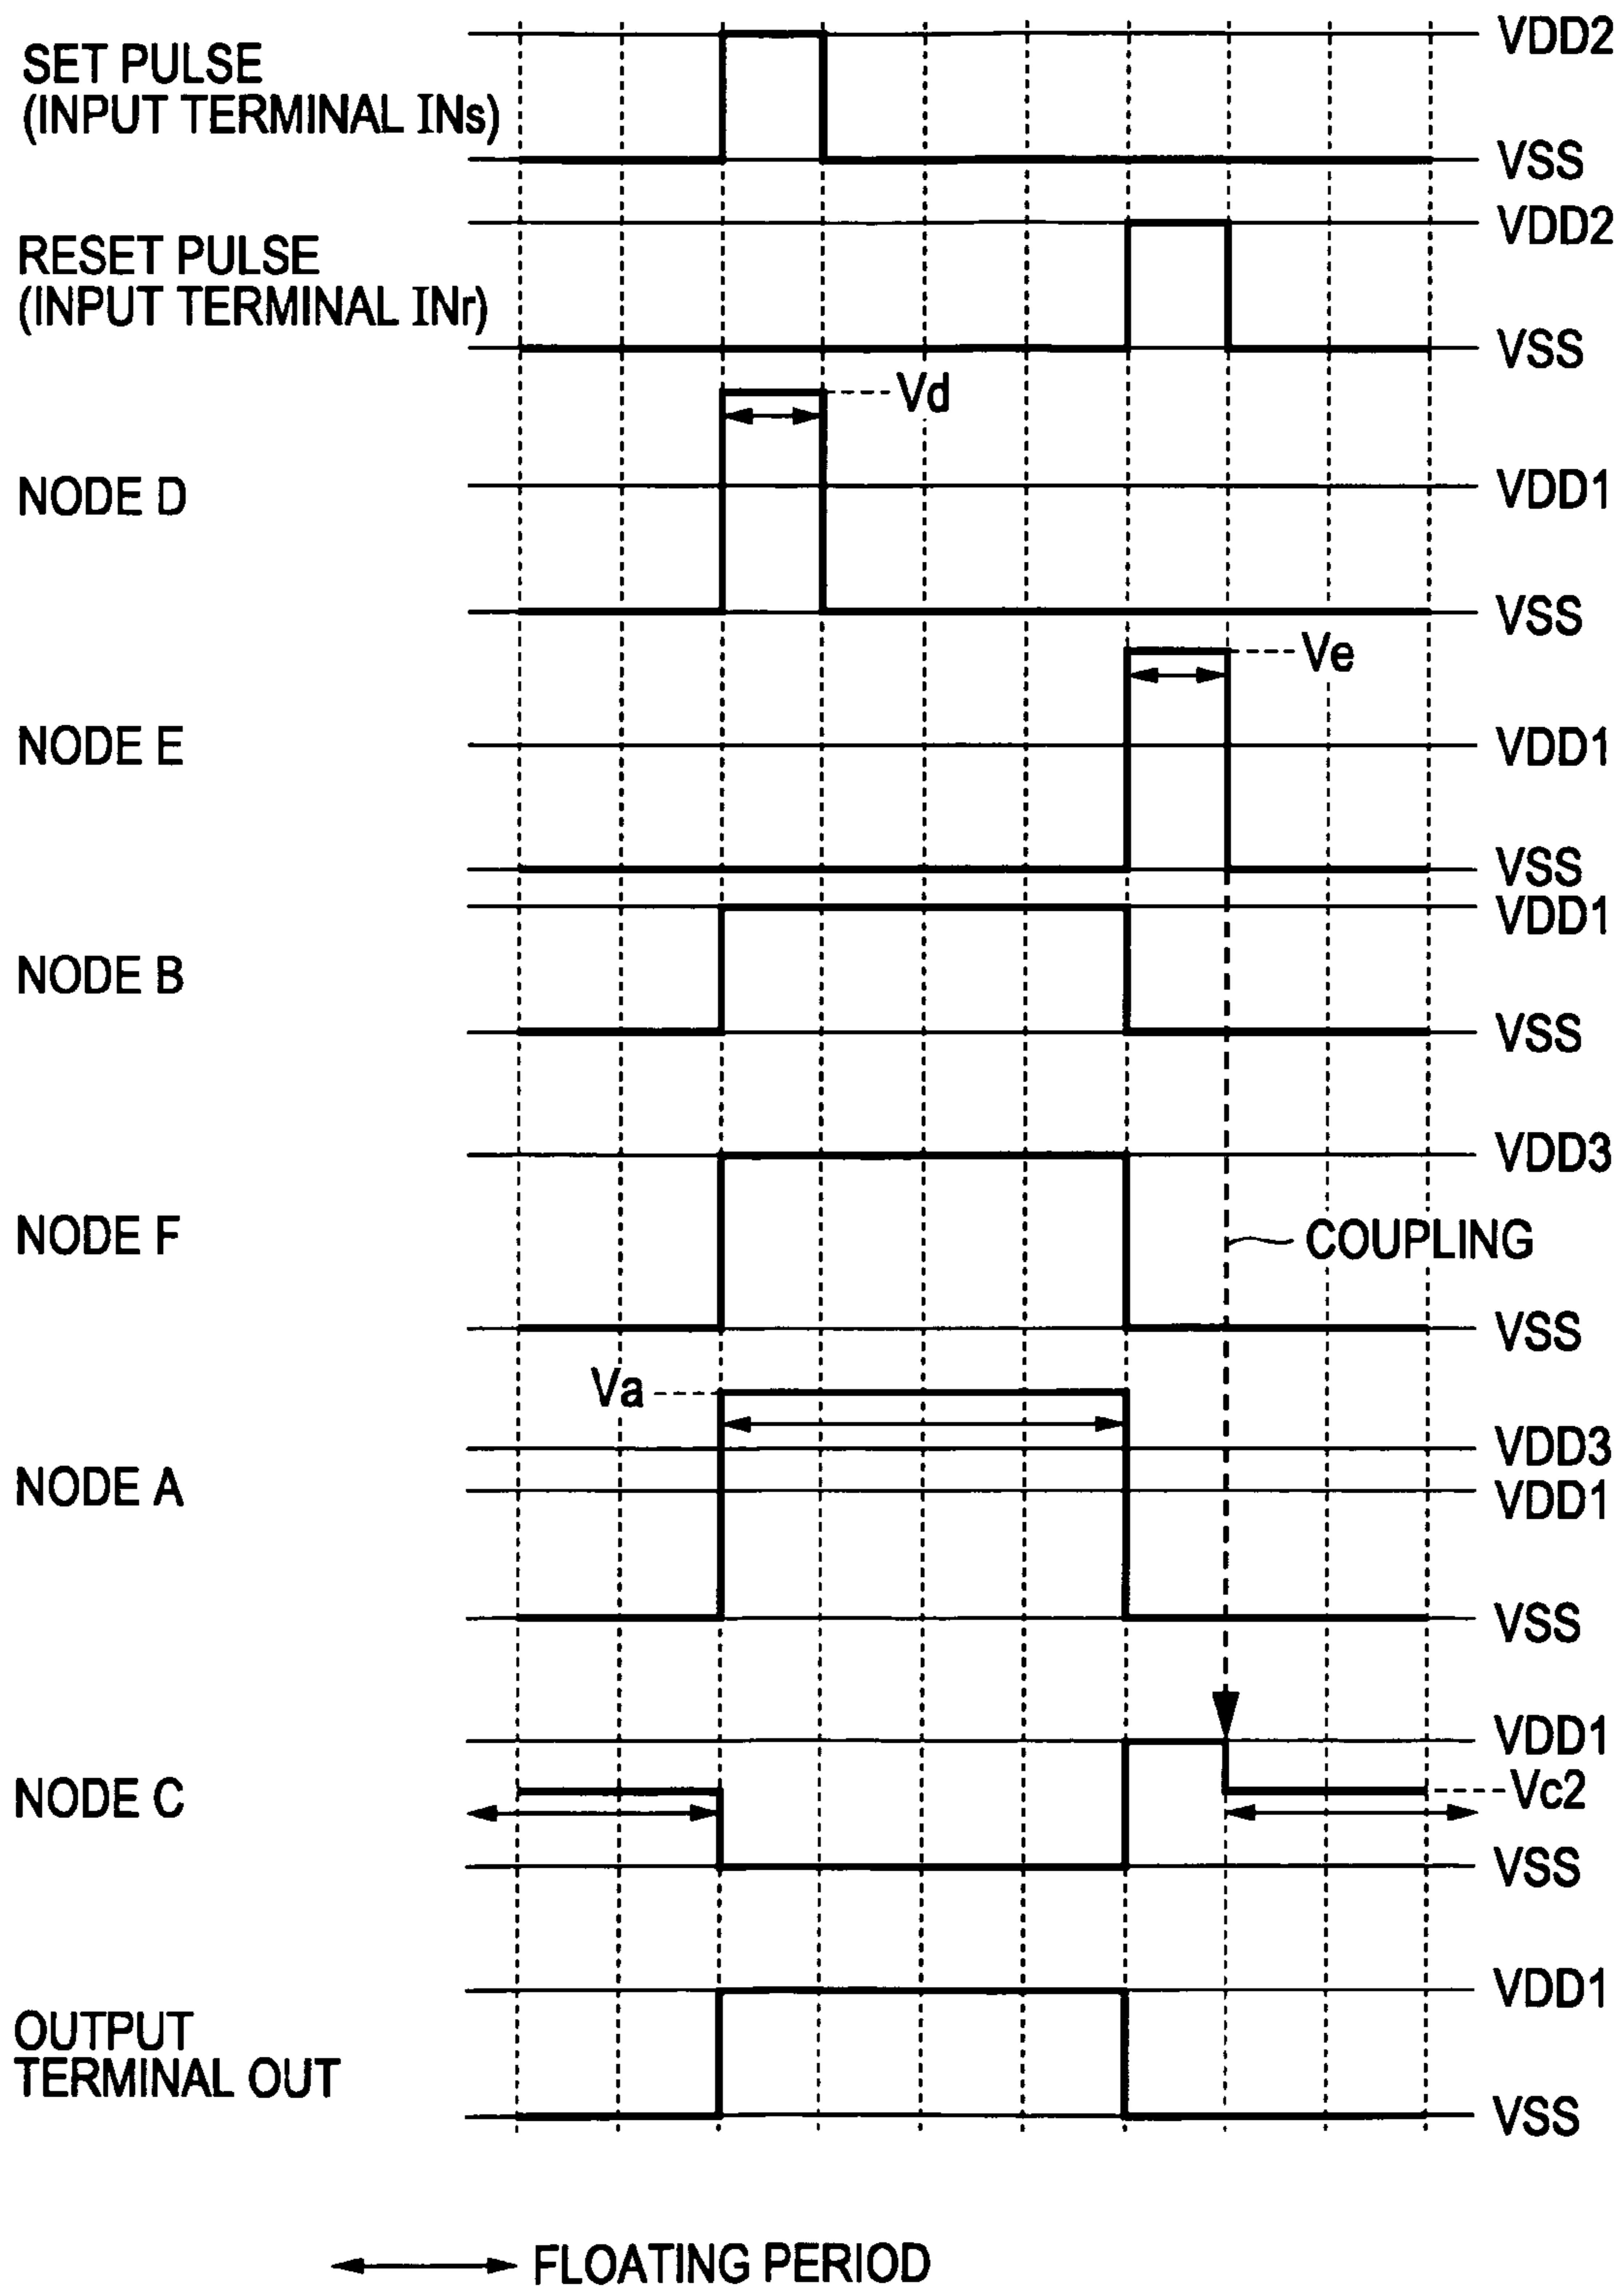 SET PULSE
(INPUT TERMINAL INs)
VDD2
VSS
RESET PULSE
(INPUT TERMINAL INr)
VDD2
VSS
NODE D
Vd
VDD1
VSS
NODE E
Ve
VDD1
VSS
NODE B
VDD1
VSS
NODE F
VDD3
COUPLING
VSS
NODE A
Va
VDD3
VDD1
VSS
NODE C
VDD1
Vc2
VSS
OUTPUT
TERMINAL OUT
VDD1
VSS
FLOATING PERIOD